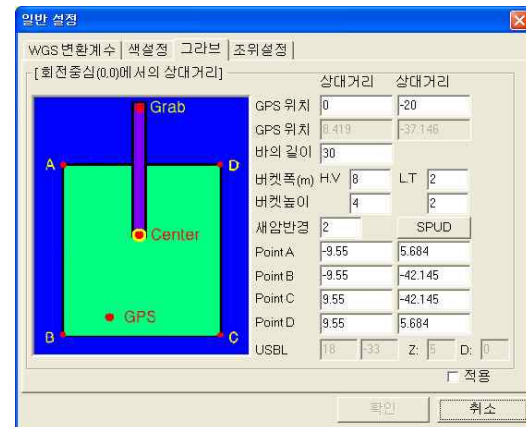 일반 설정
WGS변환계수 색설정 그라브 조위설정
[회전중심(0.0)에서의 상대거리]
상대거리 상대거리
Grab
GPS 위치 0 -20
GPS 위치 8.419 -37.146
바의 길이 30
A D
버켓폭(m) H.V 8 L.T 2
버켓높이 4 2
Center
새암반경 2 SPUD
Point A -9.55 5.684
Point B -9.55 -42.145
Point C 9.55 -42.145
GPS
Point D 9.55 5.684
B C
USBL 18 -33 Z: 5 D: 0
적용
확인 취소